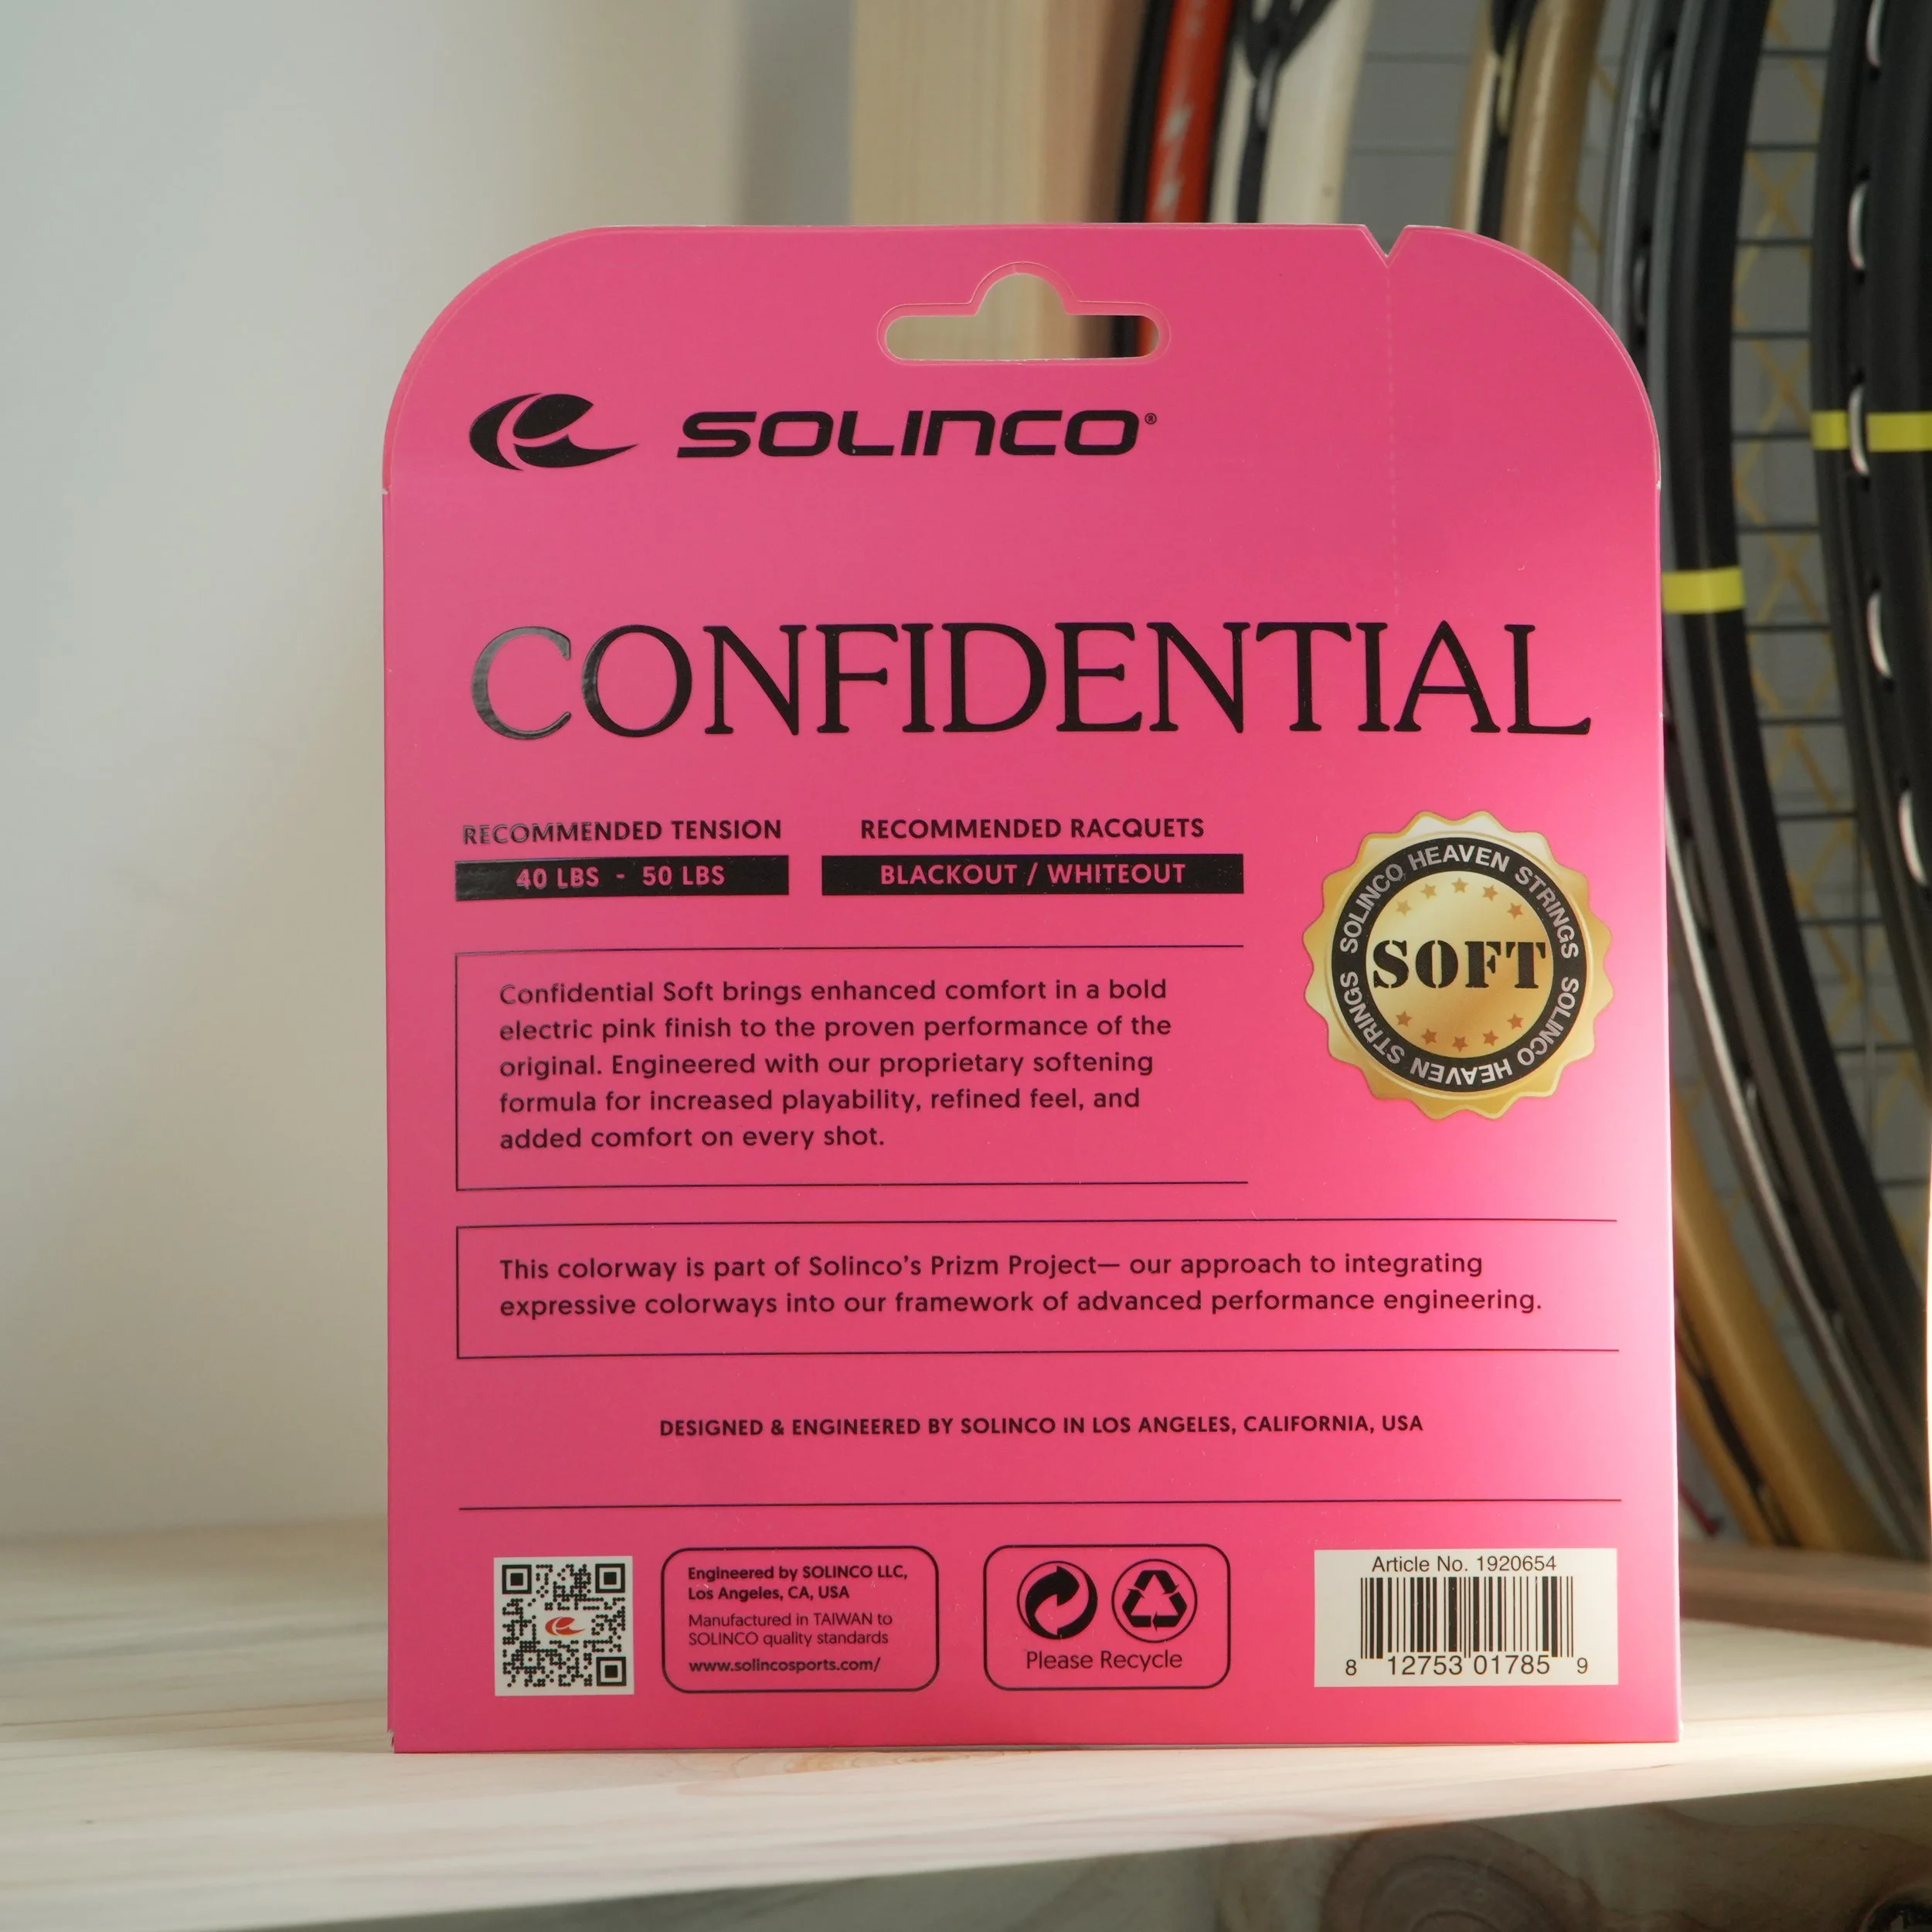 SOLINCO®
CONFIDENTIAL
RECOMMENDED TENSION
40 LBS - 50 LBS
RECOMMENDED RACQUETS
BLACKOUT / WHITEOUT
SOLINCO HEAVEN STRINGS SOLINCO HEAVEN STRINGS
SOFT
Confidential Soft brings enhanced comfort in a bold
electric pink finish to the proven performance of the
original. Engineered with our proprietary softening
formula for increased playability, refined feel, and
added comfort on every shot.
This colorway is part of Solinco’s Prizm Project— our approach to integrating
expressive colorways into our framework of advanced performance engineering.
DESIGNED & ENGINEERED BY SOLINCO IN LOS ANGELES, CALIFORNIA, USA
Engineered by SOLINCO LLC,
Los Angeles, CA, USA
Manufactured in TAIWAN to
SOLINCO quality standards
www.solincosports.com/
Please Recycle
Article No. 1920654
8 12753 01785 9